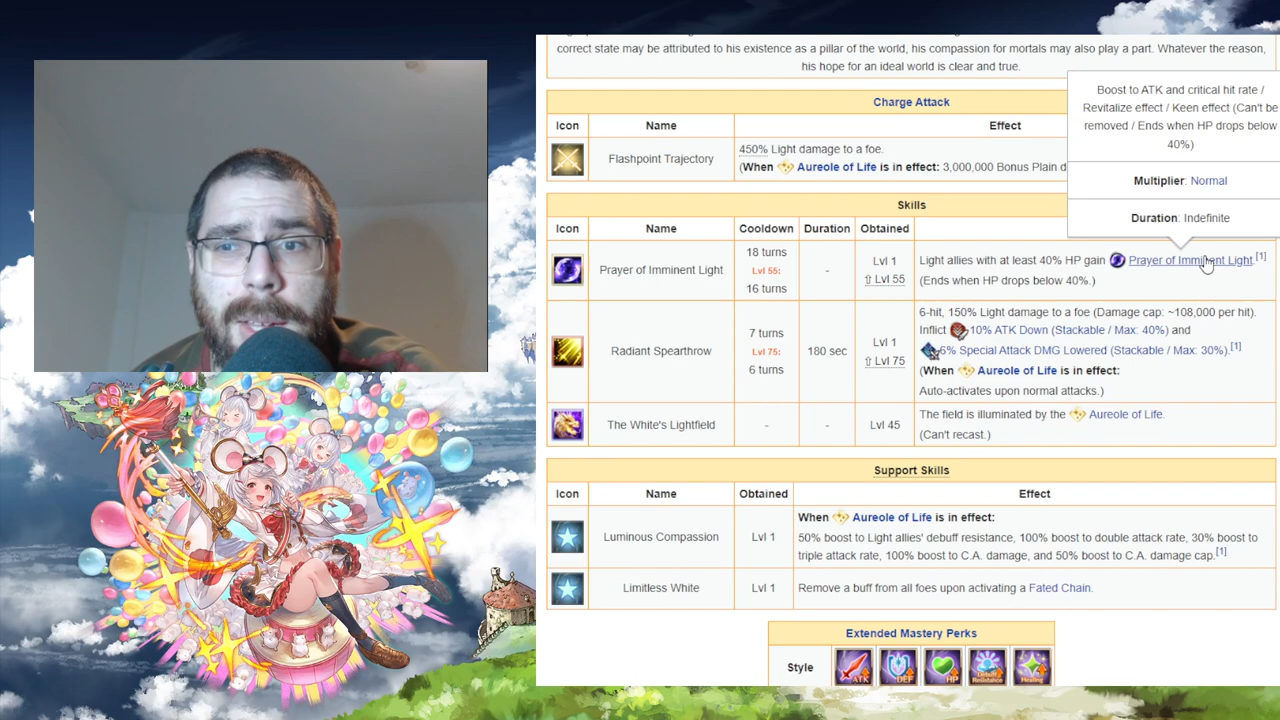 correct state may be attributed to his existence as a pillar of the world, his compassion for mortals may also play a part. Whatever the reason,
his hope for an ideal world is clear and true.
Charge Attack
Icon Name Effect
Flashpoint Trajectory
450% Light damage to a foe.
(When Aureole of Life is in effect: 3,000,000 Bonus Plain d
Boost to ATK and critical hit rate /
Revitalize effect / Keen effect (Can't be
removed / Ends when HP drops below
40%)
Multiplier: Normal
Duration: Indefinite
Skills
Icon Name Cooldown Duration Obtained
Prayer of Imminent Light
18 turns
Lvl 55:
16 turns
-
Lvl 1
⇧ Lvl 55
Light allies with at least 40% HP gain Prayer of Imminent Light.[1]
(Ends when HP drops below 40%.)
Radiant Spearthrow
7 turns
Lvl 75:
6 turns
180 sec
Lvl 1
⇧ Lvl 75
6-hit, 150% Light damage to a foe (Damage cap: ~108,000 per hit).
Inflict 10% ATK Down (Stackable / Max: 40%) and
6% Special Attack DMG Lowered (Stackable / Max: 30%).[1]
(When Aureole of Life is in effect:
Auto-activates upon normal attacks.)
The White's Lightfield
-
-
Lvl 45
The field is illuminated by the Aureole of Life.
(Can't recast.)
Support Skills
Icon Name Obtained Effect
Luminous Compassion
Lvl 1
When Aureole of Life is in effect:
50% boost to Light allies' debuff resistance, 100% boost to double attack rate, 30% boost to
triple attack rate, 100% boost to C.A. damage, and 50% boost to C.A. damage cap.[1]
Limitless White
Lvl 1
Remove a buff from all foes upon activating a Fated Chain.
Extended Mastery Perks
Style
ATK
DEF
HP
Debuff
Resistance
Healing